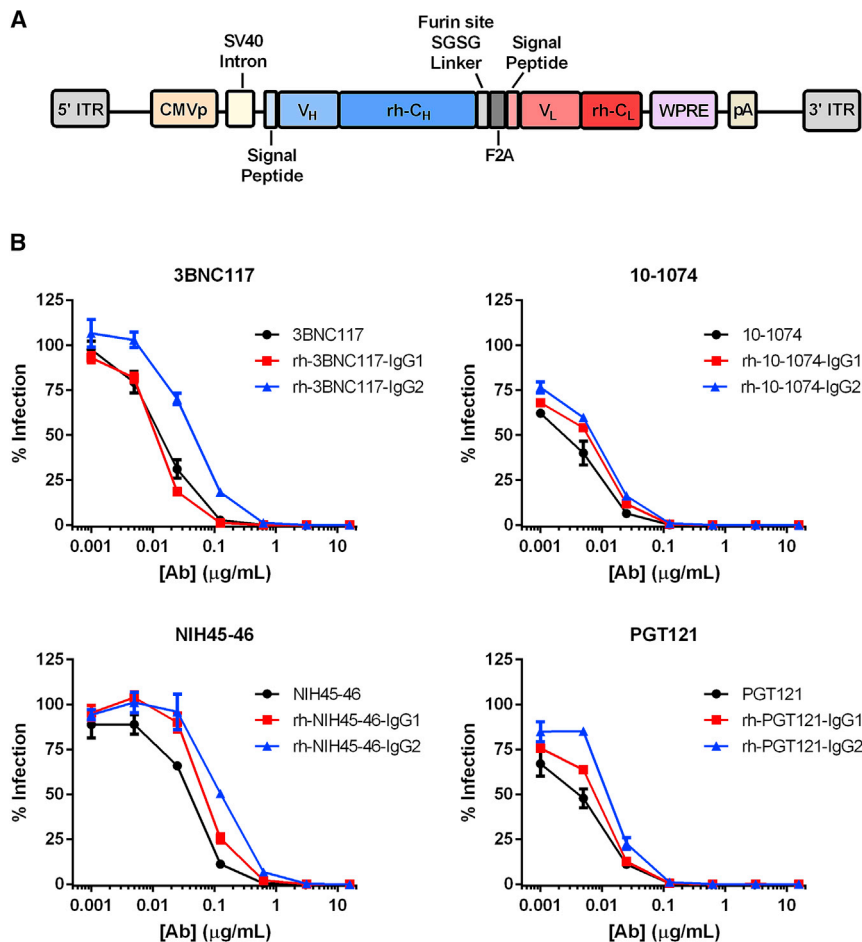 A
SV40
Intron
Furin site
SGSG
Linker
Signal
Peptide
5' ITR
CMVp
VH
rh-CH
VL
rh-CL
WPRE
pA
3' ITR
Signal
Peptide
F2A
B
3BNC117
% Infection
125
100
75
50
25
0
0.001
0.01
0.1
1
10
[Ab] (μg/mL)
3BNC117
rh-3BNC117-IgG1
rh-3BNC117-IgG2
10-1074
% Infection
125
100
75
50
25
0
0.001
0.01
0.1
1
10
[Ab] (μg/mL)
10-1074
rh-10-1074-IgG1
rh-10-1074-IgG2
NIH45-46
% Infection
125
100
75
50
25
0
0.001
0.01
0.1
1
10
[Ab] (μg/mL)
NIH45-46
rh-NIH45-46-IgG1
rh-NIH45-46-IgG2
PGT121
% Infection
125
100
75
50
25
0
0.001
0.01
0.1
1
10
[Ab] (μg/mL)
PGT121
rh-PGT121-IgG1
rh-PGT121-IgG2